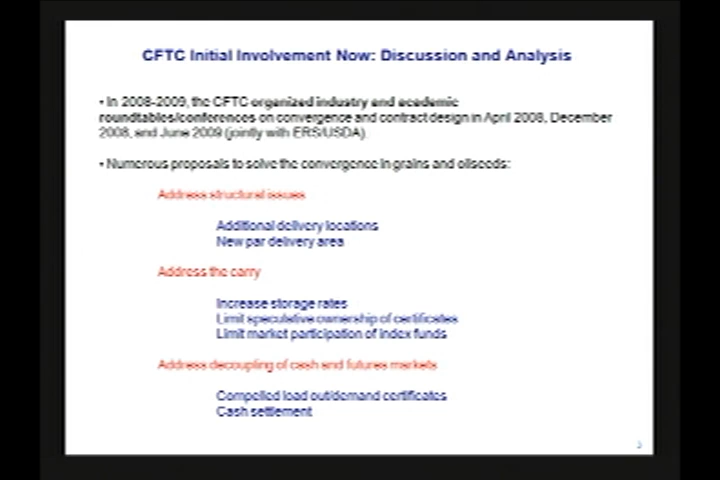 CFTC Initial Involvement Now: Discussion and Analysis
• In 2008-2009, the CFTC organized industry and academic
roundtables/conferences on convergence and contract design in April 2008, December
2008, and June 2009 (jointly with ERS/USDA).
• Numerous proposals to solve the convergence in grains and oilseeds:
Address structural issues
Additional delivery locations
New par delivery area
Address the carry
Increase storage rates
Limit speculative ownership of certificates
Limit market participation of index funds
Address decoupling of cash and futures markets
Compelled load out/demand certificates
Cash settlement